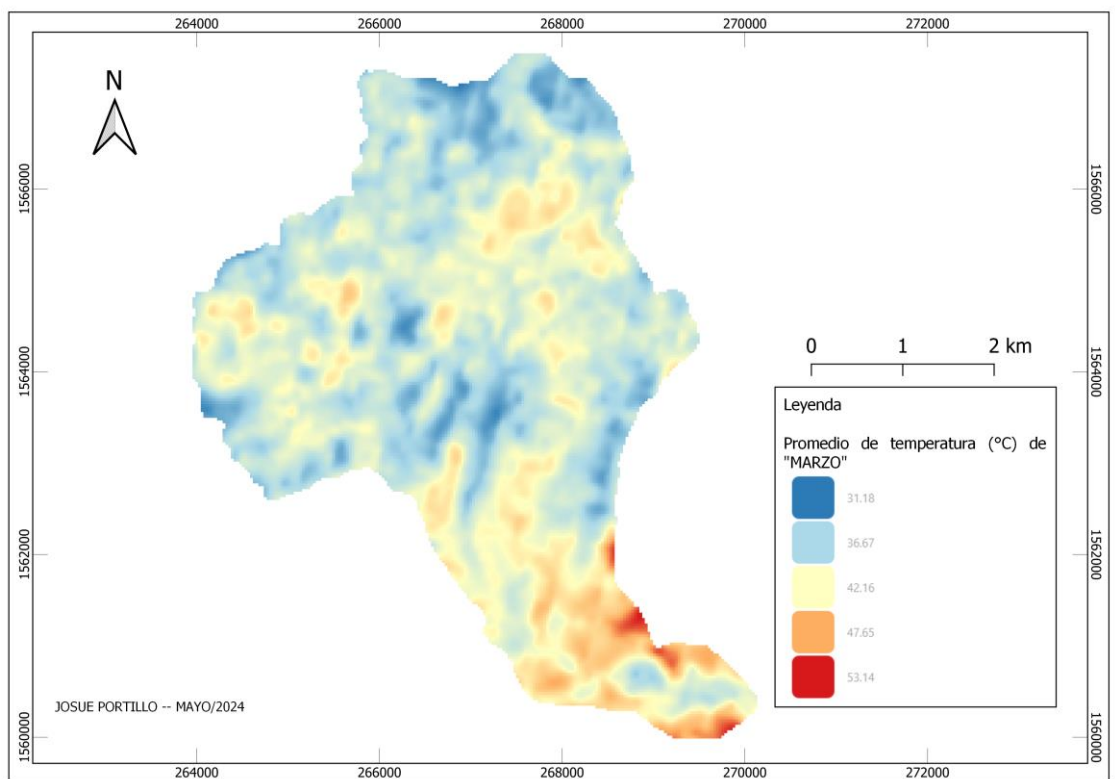 264000 266000 268000 270000 272000
N
1566000 1566000
0 1 2 km
1564000 1564000
Leyenda
Promedio de temperatura (°C) de
"MARZO"
31.18
36.67
1562000 1562000
42.16
47.65
53.14
JOSUE PORTILLO -- MAYO/2024
1560000 1560000
264000 266000 268000 270000 272000